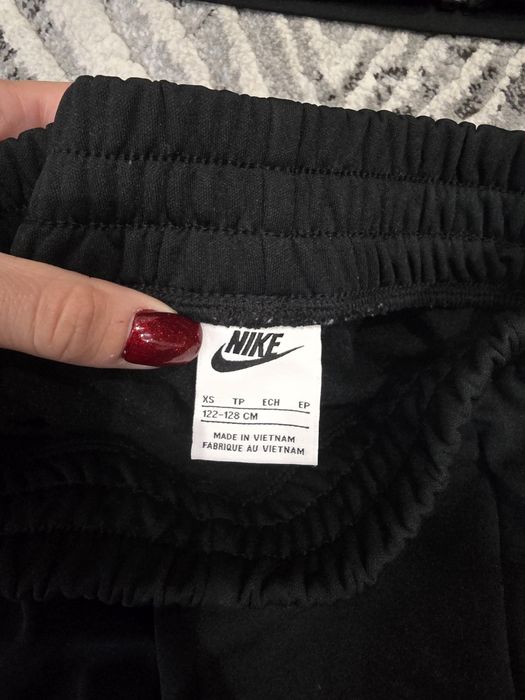 NIKE
XS TP ECH EP
122-128 CM
MADE IN VIETNAM
FABRIQUE AU VIETNAM